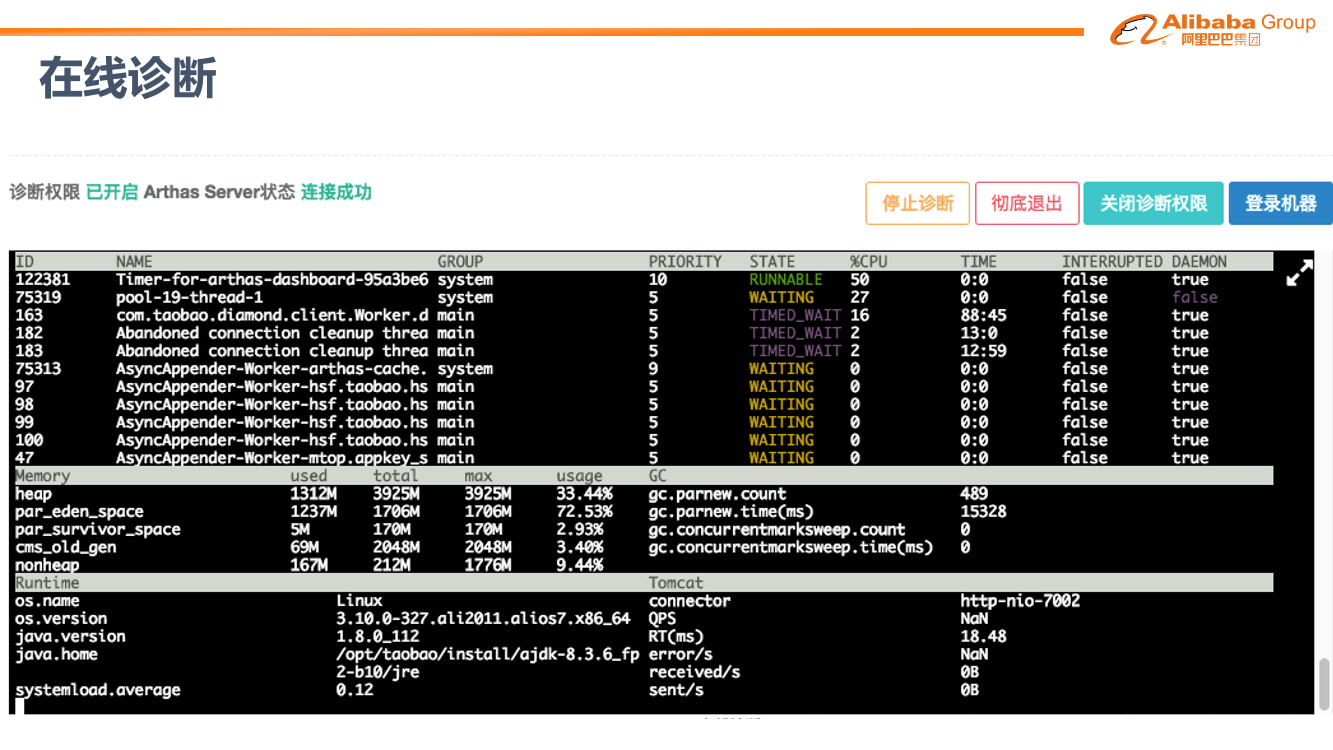 Alibaba Group
阿里巴巴集团
在线诊断
诊断权限 已开启 Arthas Server状态 连接成功
停止诊断 彻底退出 关闭诊断权限 登录机器
ID NAME GROUP PRIORITY STATE %CPU TIME INTERRUPTED DAEMON
122381 Timer-for-arthas-dashboard-95a3be6 system 10 RUNNABLE 50 0:0 false true
75319 pool-19-thread-1 system 5 WAITING 27 0:0 false false
163 com.taobao.diamond.client.Worker.d main 5 TIMED_WAIT 16 88:45 false true
182 Abandoned connection cleanup threa main 5 TIMED_WAIT 2 13:0 false true
183 Abandoned connection cleanup threa main 5 TIMED_WAIT 2 12:59 false true
75313 AsyncAppender-Worker-arthas-cache. system 9 WAITING 0 0:0 false true
97 AsyncAppender-Worker-hsf.taobao.hs main 5 WAITING 0 0:0 false true
98 AsyncAppender-Worker-hsf.taobao.hs main 5 WAITING 0 0:0 false true
99 AsyncAppender-Worker-hsf.taobao.hs main 5 WAITING 0 0:0 false true
100 AsyncAppender-Worker-hsf.taobao.hs main 5 WAITING 0 0:0 false true
47 AsyncAppender-Worker-mtop.appkey_s main 5 WAITING 0 0:0 false true
Memory used total max usage GC
heap 1312M 3925M 3925M 33.44% gc.parnew.count 489
par_eden_space 1237M 1706M 1706M 72.53% gc.parnew.time(ms) 15328
par_survivor_space 5M 170M 170M 2.93% gc.concurrentmarksweep.count 0
cms_old_gen 69M 2048M 2048M 3.40% gc.concurrentmarksweep.time(ms) 0
nonheap 167M 212M 1776M 9.44%
Runtime Tomcat
os.name Linux connector http-nio-7002
os.version 3.10.0-327.ali2011.alios7.x86_64 QPS NaN
java.version 1.8.0_112 RT(ms) 18.48
java.home /opt/taobao/install/ajdk-8.3.6_fp error/s NaN
2-b10/jre received/s 0B
systemload.average 0.12 sent/s 0B